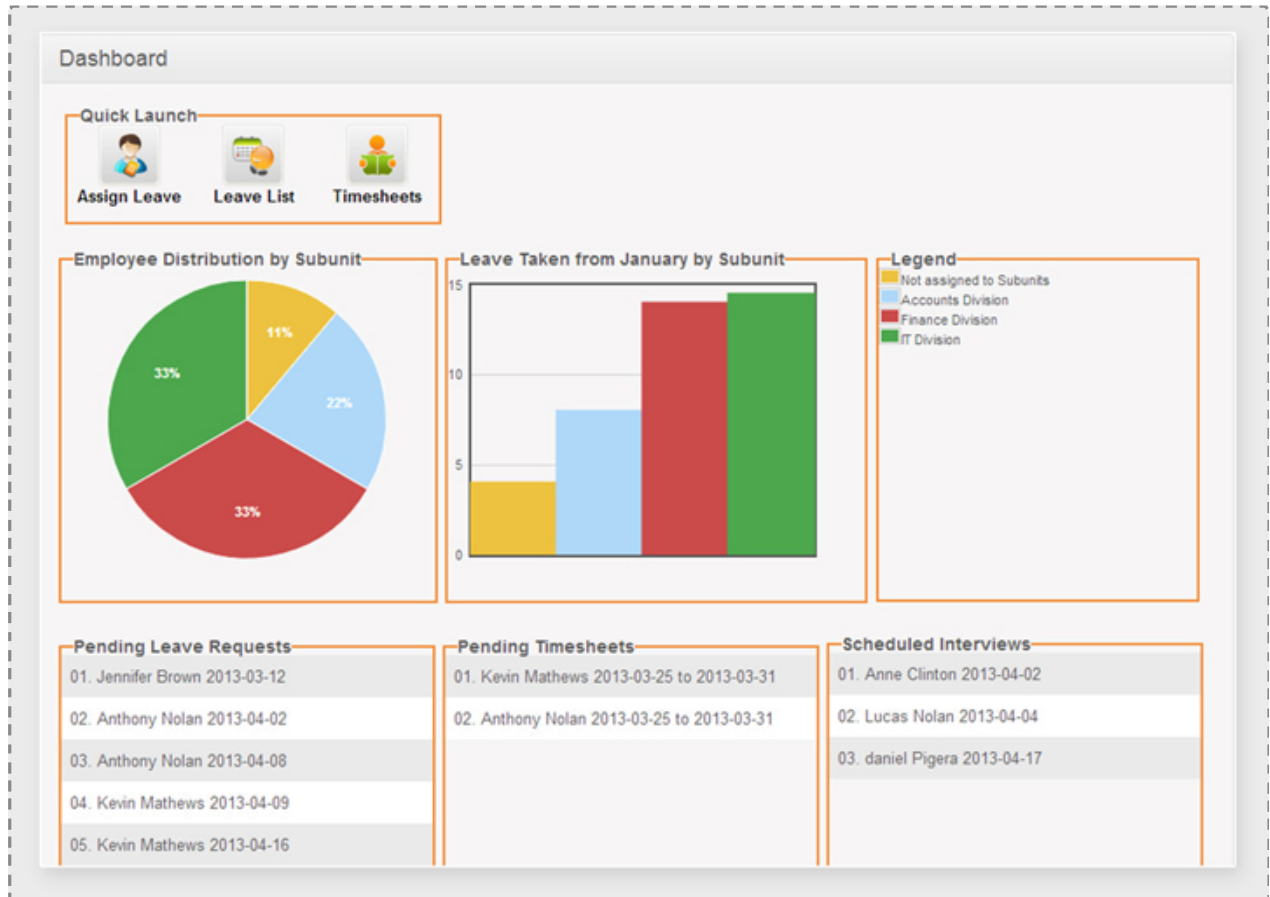 Dashboard
Quick Launch
Assign Leave Leave List Timesheets
Employee Distribution by Subunit
11%
33%
22%
33%
Leave Taken from January by Subunit
15
10
5
0
Legend
Not assigned to Subunits
Accounts Division
Finance Division
IT Division
Pending Leave Requests
01. Jennifer Brown 2013-03-12
02. Anthony Nolan 2013-04-02
03. Anthony Nolan 2013-04-08
04. Kevin Mathews 2013-04-09
05. Kevin Mathews 2013-04-16
Pending Timesheets
01. Kevin Mathews 2013-03-25 to 2013-03-31
02. Anthony Nolan 2013-03-25 to 2013-03-31
Scheduled Interviews
01. Anne Clinton 2013-04-02
02. Lucas Nolan 2013-04-04
03. daniel Pigera 2013-04-17